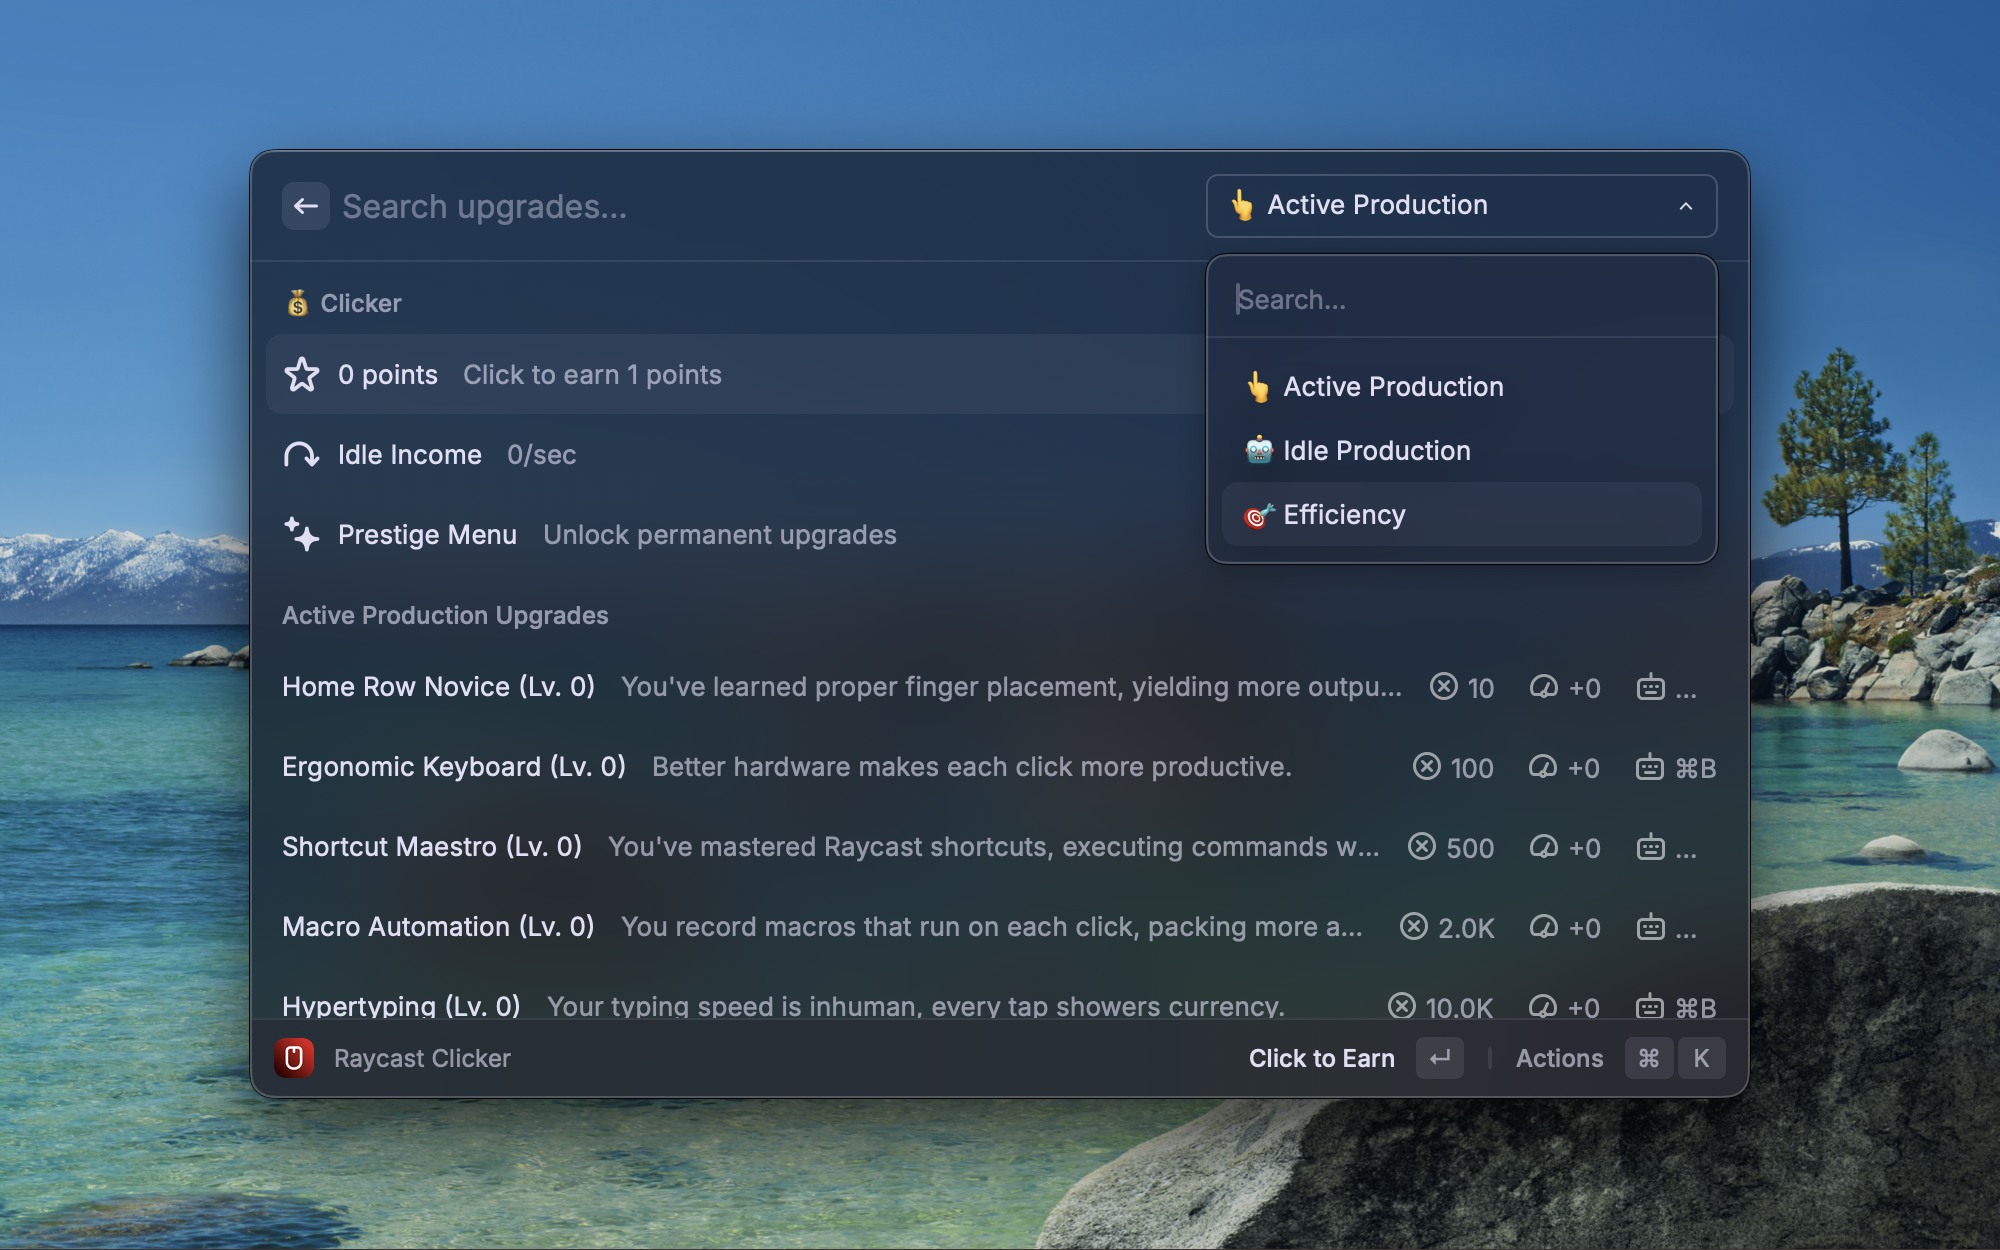 Search upgrades...
👆 Active Production
Search...
👆 Active Production
🤖 Idle Production
🎯 Efficiency
💰 Clicker
0 points Click to earn 1 points
Idle Income 0/sec
Prestige Menu Unlock permanent upgrades
Active Production Upgrades
Home Row Novice (Lv. 0) You've learned proper finger placement, yielding more outpu... 10 +0 ...
Ergonomic Keyboard (Lv. 0) Better hardware makes each click more productive. 100 +0 ⌘B
Shortcut Maestro (Lv. 0) You've mastered Raycast shortcuts, executing commands w... 500 +0 ...
Macro Automation (Lv. 0) You record macros that run on each click, packing more a... 2.0K +0 ...
Hypertyping (Lv. 0) Your typing speed is inhuman, every tap showers currency. 10.0K +0 ⌘B
Raycast Clicker Click to Earn ↵ Actions ⌘ K